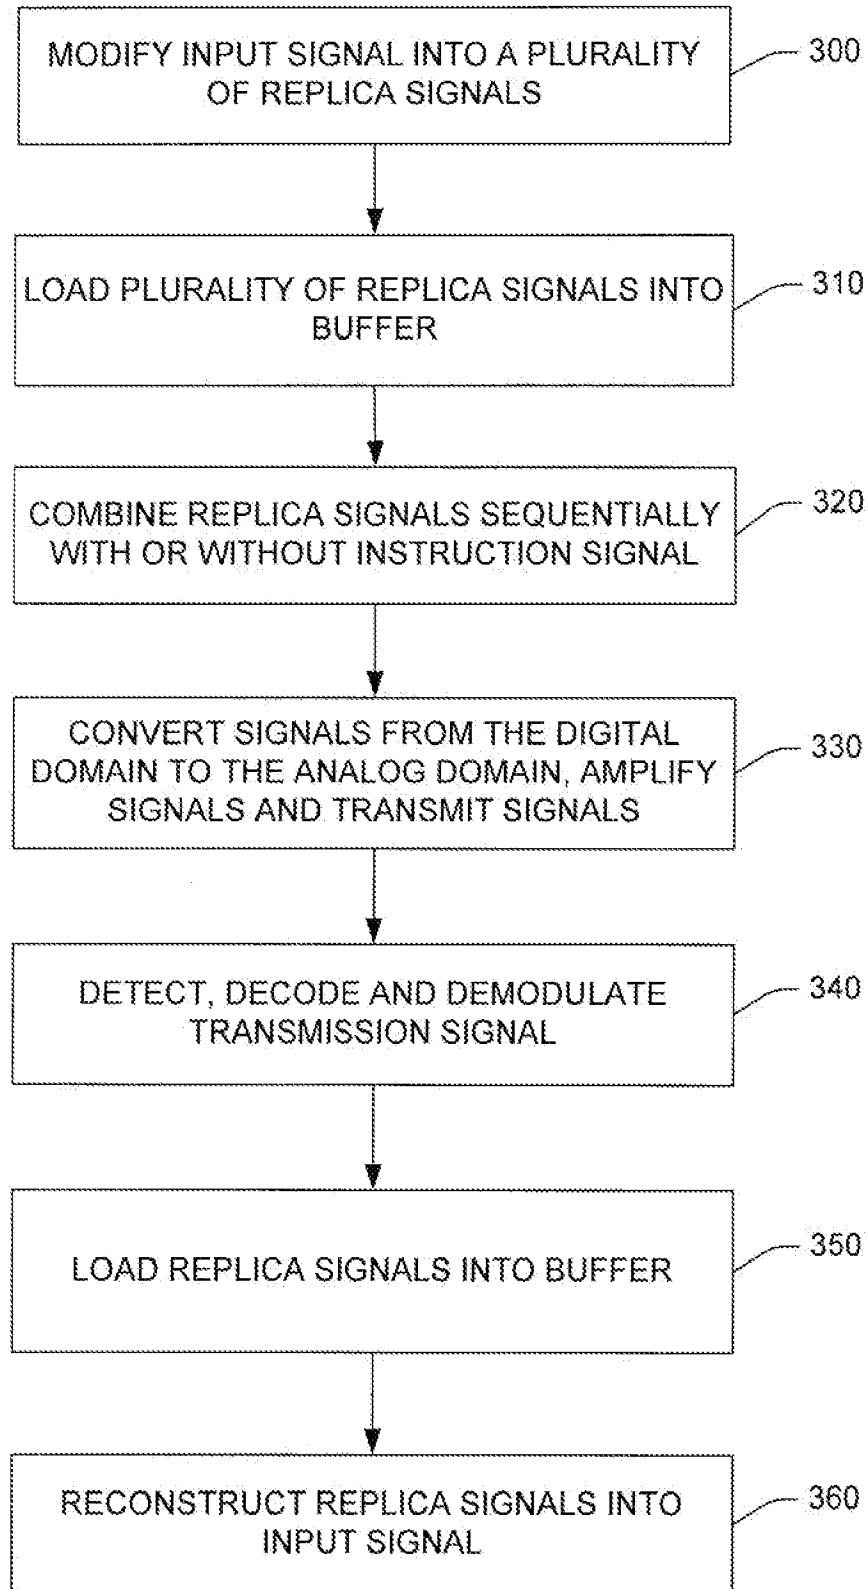 MODIFY INPUT SIGNAL INTO A PLURALITY
OF REPLICA SIGNALS
300
LOAD PLURALITY OF REPLICA SIGNALS INTO
BUFFER
310
COMBINE REPLICA SIGNALS SEQUENTIALLY
WITH OR WITHOUT INSTRUCTION SIGNAL
320
CONVERT SIGNALS FROM THE DIGITAL
DOMAIN TO THE ANALOG DOMAIN, AMPLIFY
SIGNALS AND TRANSMIT SIGNALS
330
DETECT, DECODE AND DEMODULATE
TRANSMISSION SIGNAL
340
LOAD REPLICA SIGNALS INTO BUFFER
350
RECONSTRUCT REPLICA SIGNALS INTO
INPUT SIGNAL
360